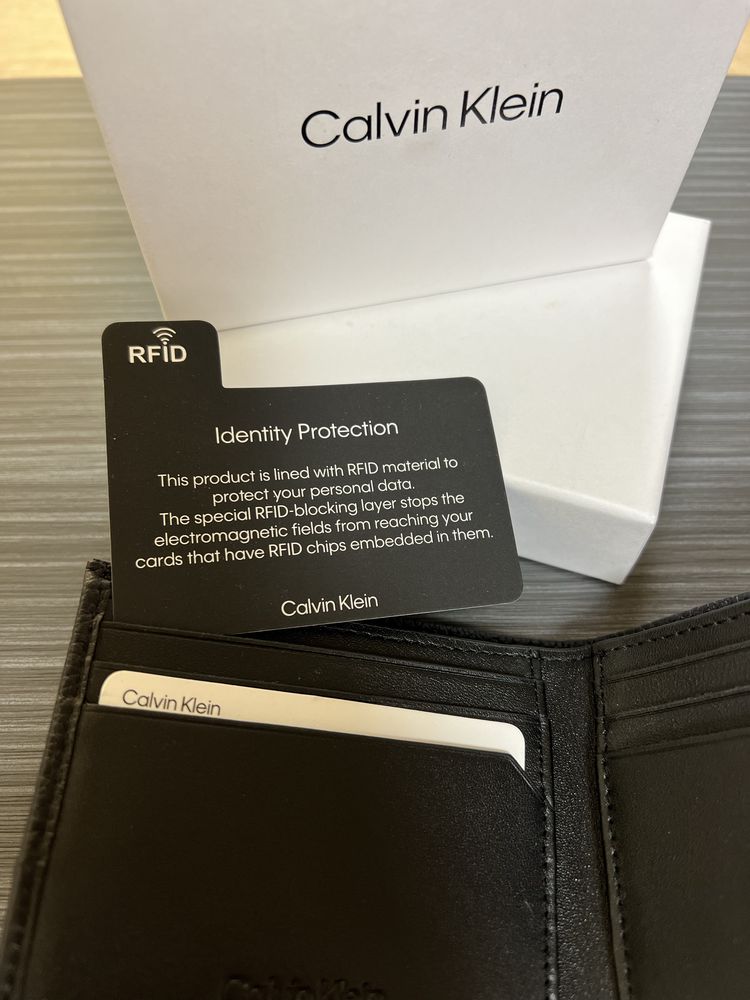 Calvin Klein
RFID
Identity Protection
This product is lined with RFID material to
protect your personal data.
The special RFID-blocking layer stops the
electromagnetic fields from reaching your
cards that have RFID chips embedded in them.
Calvin Klein
Calvin Klein
Calvin Klein